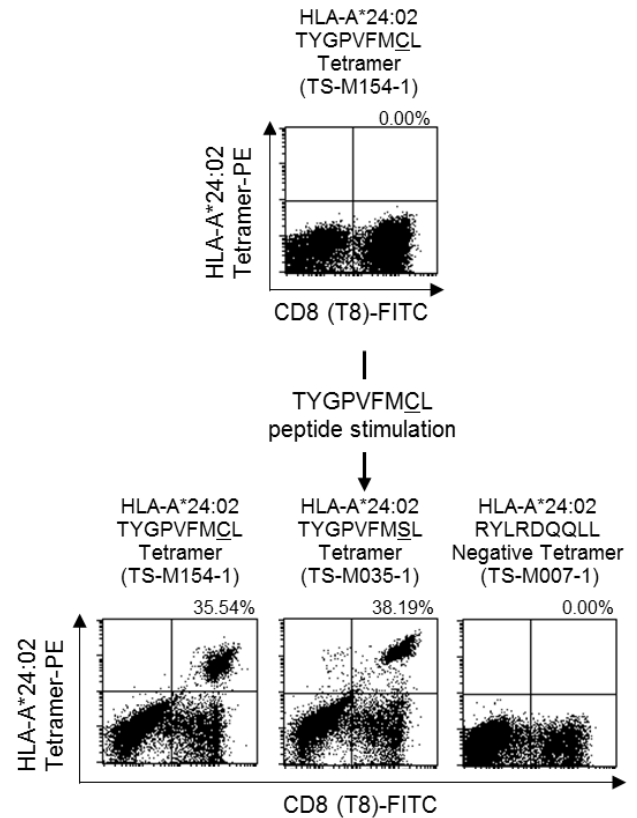 HLA-A*24:02
TYGPVFMCL
Tetramer
(TS-M154-1)
0.00%
HLA-A*24:02
Tetramer-PE
CD8 (T8)-FITC
TYGPVFMCL
peptide stimulation
HLA-A*24:02
TYGPVFMCL
Tetramer
(TS-M154-1)
35.54%
HLA-A*24:02
TYGPVFMSL
Tetramer
(TS-M035-1)
38.19%
HLA-A*24:02
RYLRDQQLL
Negative Tetramer
(TS-M007-1)
0.00%
HLA-A*24:02
Tetramer-PE
CD8 (T8)-FITC